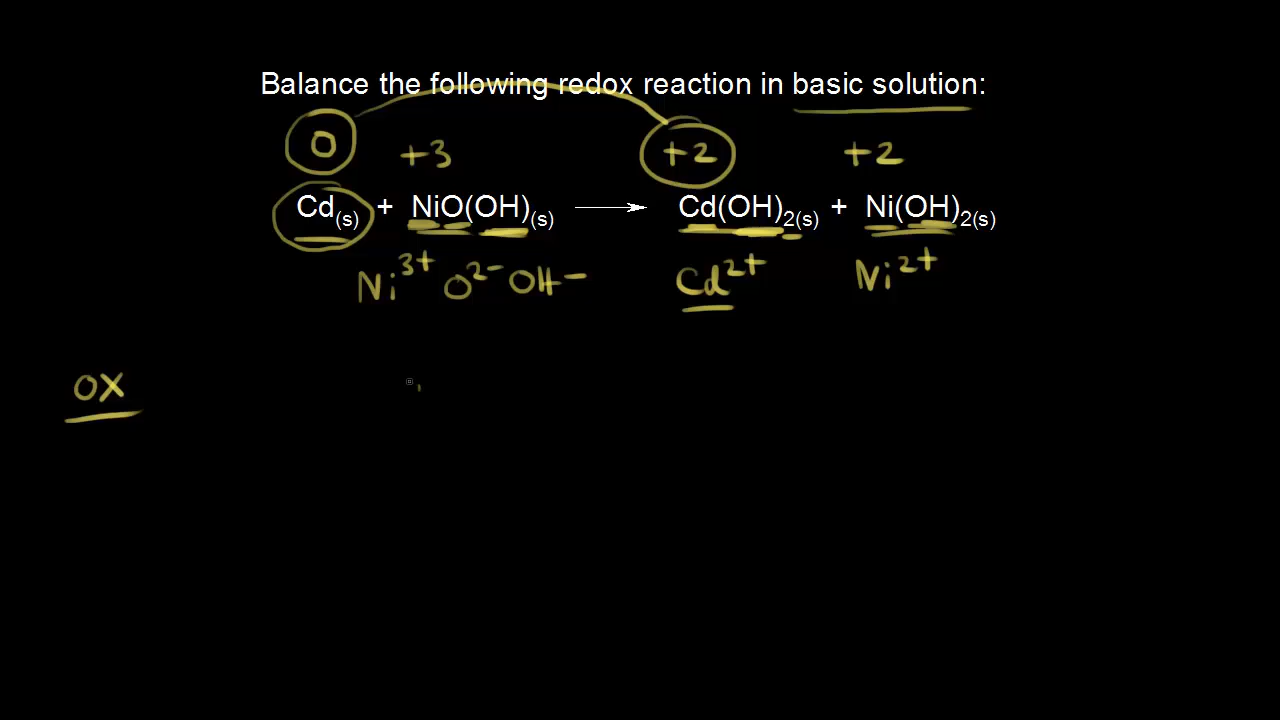 Balance the following redox reaction in basic solution:
0 +3 +2 +2
Cd(s) + NiO(OH)(s) → Cd(OH)2(s) + Ni(OH)2(s)
Ni3+ O2- OH- Cd2+ Ni2+
OX